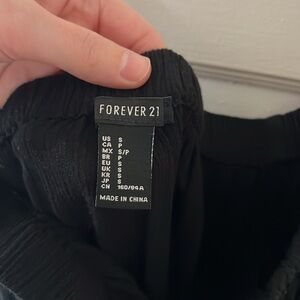 FOREVER 21
US S
CA P
MX S/P
BR P
EU S
UK S
KR S
JP S
CN 160/84A
MADE IN CHINA